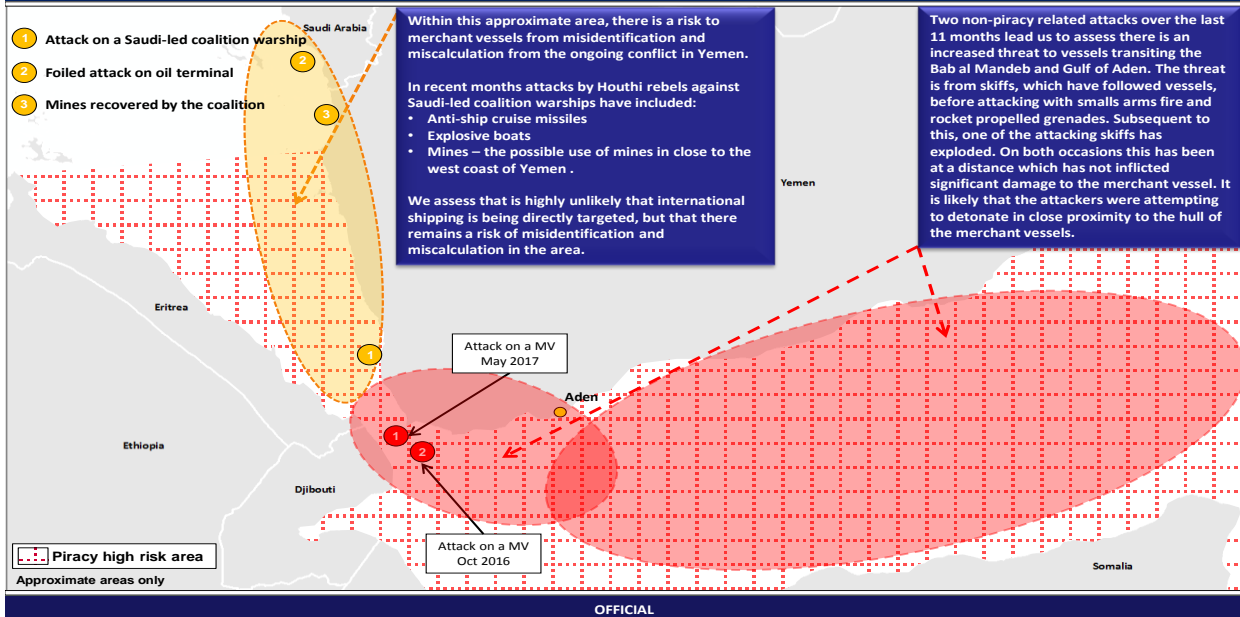 1 Attack on a Saudi-led coalition warship
2 Foiled attack on oil terminal
3 Mines recovered by the coalition
Saudi Arabia
2
3
1
Within this approximate area, there is a risk to
merchant vessels from misidentification and
miscalculation from the ongoing conflict in Yemen.
In recent months attacks by Houthi rebels against
Saudi-led coalition warships have included:
• Anti-ship cruise missiles
• Explosive boats
• Mines – the possible use of mines in close to the
west coast of Yemen .
We assess that is highly unlikely that international
shipping is being directly targeted, but that there
remains a risk of misidentification and
miscalculation in the area.
Two non-piracy related attacks over the last
11 months lead us to assess there is an
increased threat to vessels transiting the
Bab al Mandeb and Gulf of Aden. The threat
is from skiffs, which have followed vessels,
before attacking with smalls arms fire and
rocket propelled grenades. Subsequent to
this, one of the attacking skiffs has
exploded. On both occasions this has been
at a distance which has not inflicted
significant damage to the merchant vessel. It
is likely that the attackers were attempting
to detonate in close proximity to the hull of
the merchant vessels.
Yemen
Eritrea
Attack on a MV
May 2017
Aden
1
2
Ethiopia
Djibouti
Attack on a MV
Oct 2016
Somalia
Piracy high risk area
Approximate areas only
OFFICIAL